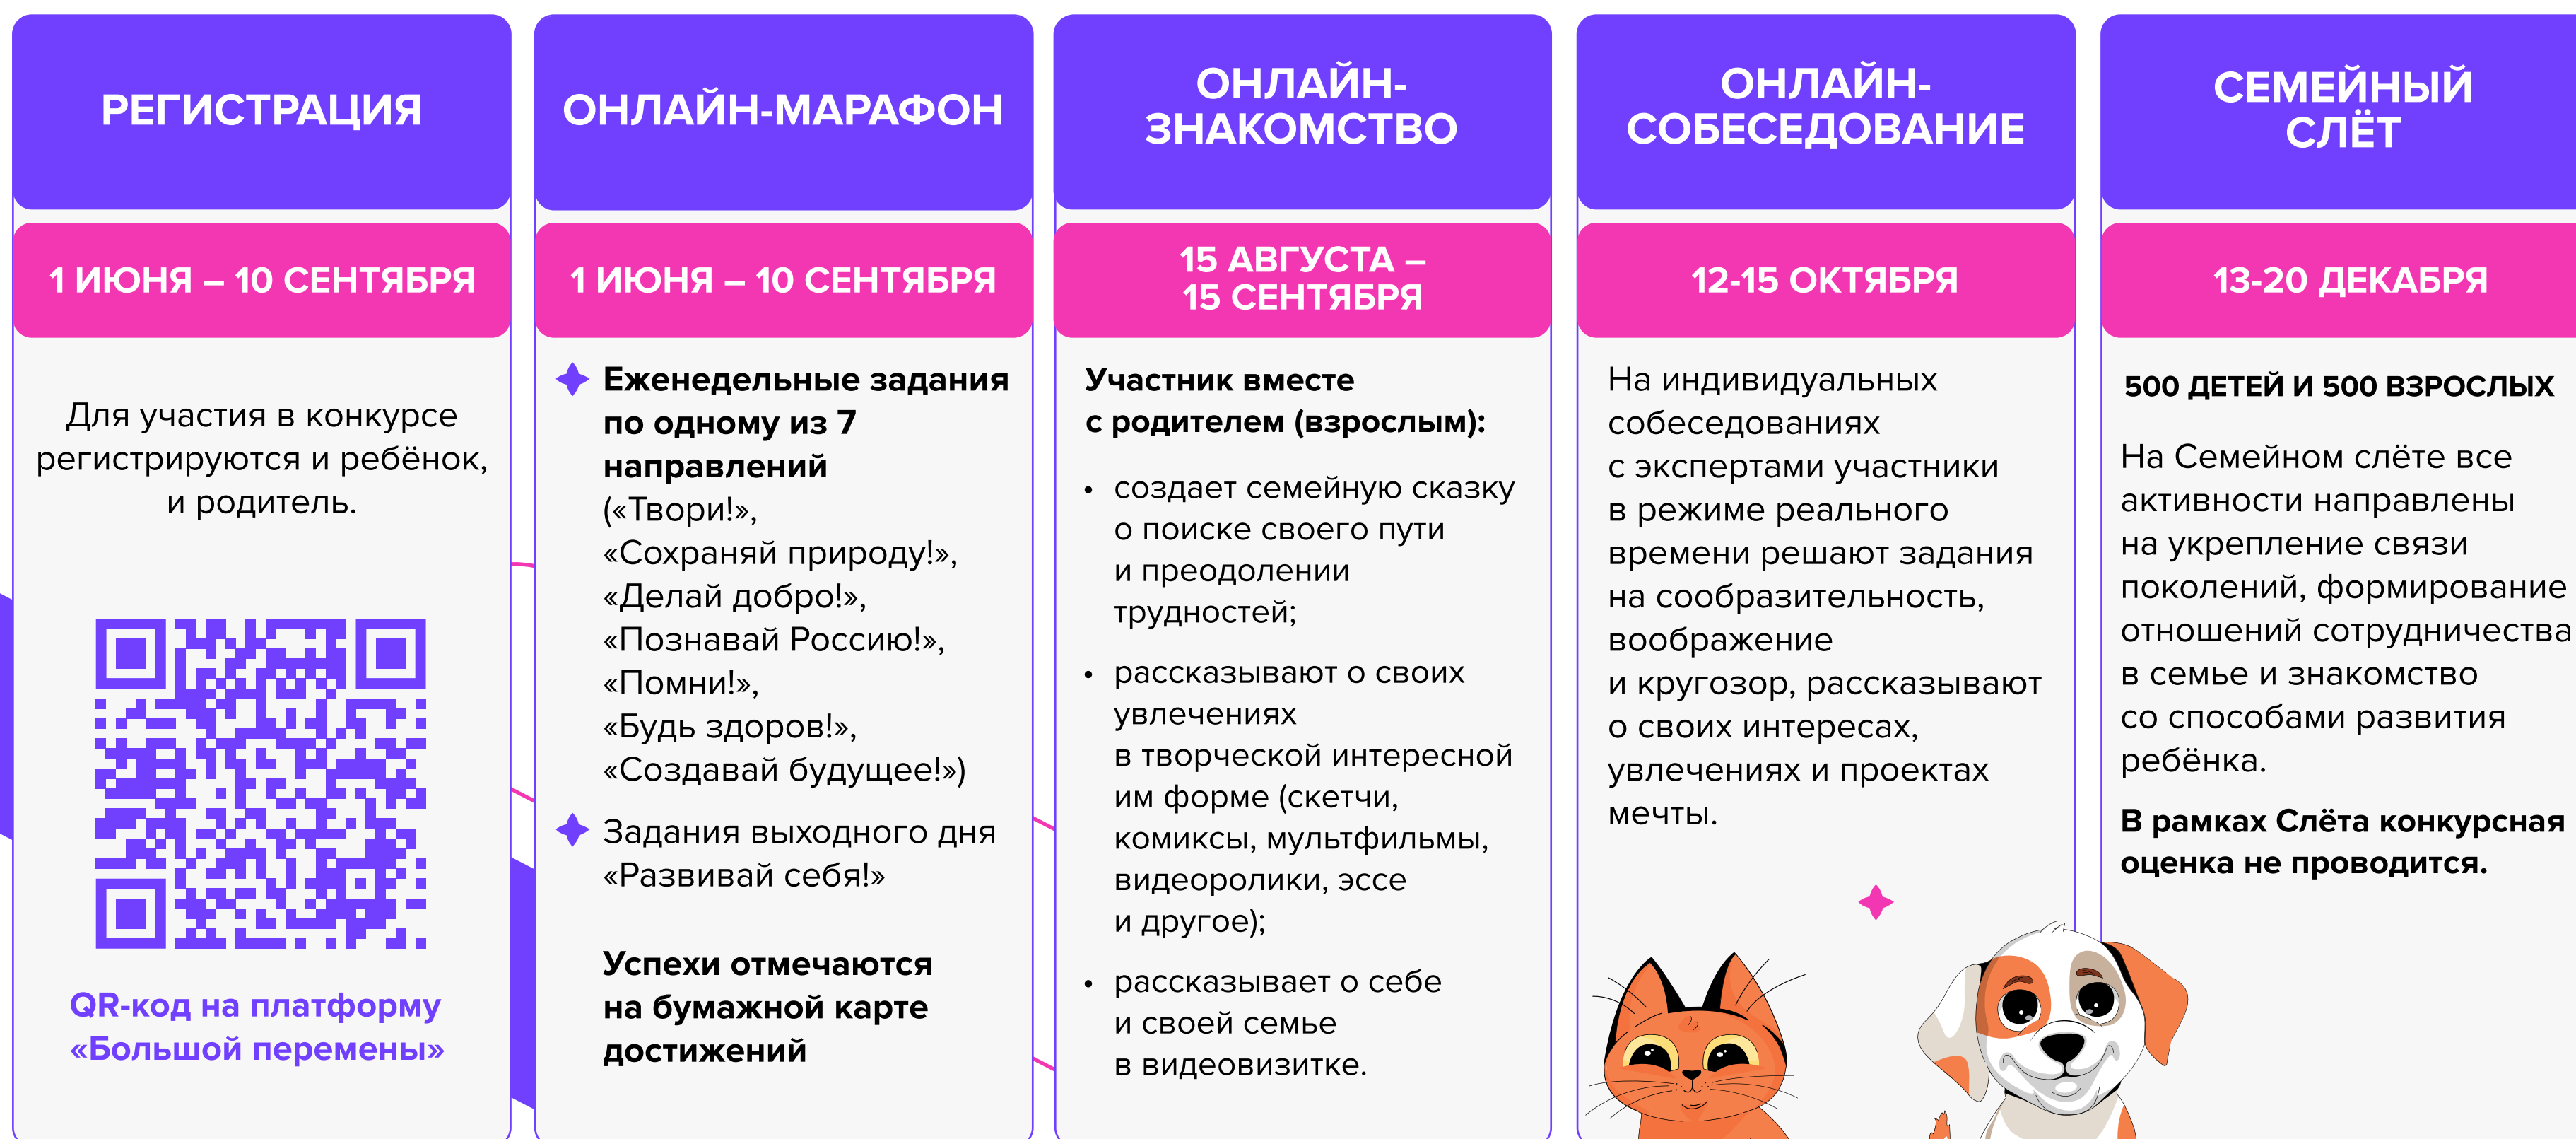 РЕГИСТРАЦИЯ
1 ИЮНЯ – 10 СЕНТЯБРЯ
Для участия в конкурсе
регистрируются и ребёнок,
и родитель.
QR-код на платформу
«Большой перемены»
ОНЛАЙН-МАРАФОН
1 ИЮНЯ – 10 СЕНТЯБРЯ
Еженедельные задания
по одному из 7
направлений
(«Твори!»,
«Сохраняй природу!»,
«Делай добро!»,
«Познавай Россию!»,
«Помни!»,
«Будь здоров!»,
«Создавай будущее!»)
Задания выходного дня
«Развивай себя!»
Успехи отмечаются
на бумажной карте
достижений
ОНЛАЙН-
ЗНАКОМСТВО
15 АВГУСТА –
15 СЕНТЯБРЯ
Участник вместе
с родителем (взрослым):
• создает семейную сказку
о поиске своего пути
и преодолении
трудностей;
• рассказывают о своих
увлечениях
в творческой интересной
им форме (скетчи,
комиксы, мультфильмы,
видеоролики, эссе
и другое);
• рассказывает о себе
и своей семье
в видеовизитке.
ОНЛАЙН-
СОБЕСЕДОВАНИЕ
12-15 ОКТЯБРЯ
На индивидуальных
собеседованиях
с экспертами участники
в режиме реального
времени решают задания
на сообразительность,
воображение
и кругозор, рассказывают
о своих интересах,
увлечениях и проектах
мечты.
СЕМЕЙНЫЙ
СЛЁТ
13-20 ДЕКАБРЯ
500 ДЕТЕЙ И 500 ВЗРОСЛЫХ
На Семейном слёте все
активности направлены
на укрепление связи
поколений, формирование
отношений сотрудничества
в семье и знакомство
со способами развития
ребёнка.
В рамках Слёта конкурсная
оценка не проводится.